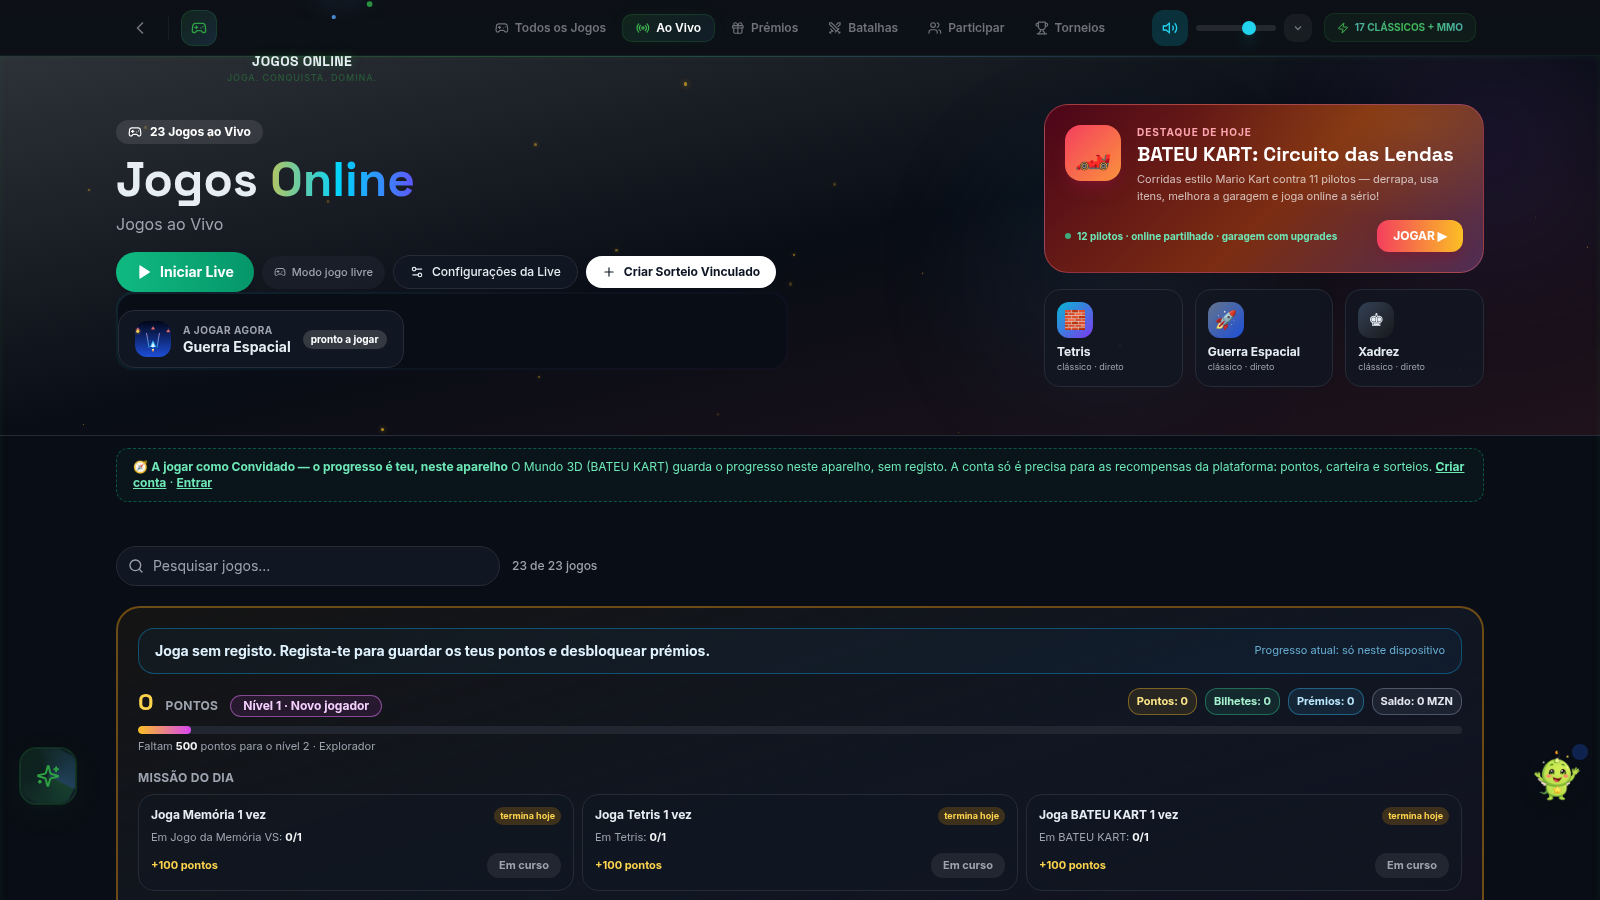 Todos os Jogos
Ao Vivo
Prémios
Batalhas
Participar
Torneios
17 CLÁSSICOS + MMO
JOGOS ONLINE
JOGA. CONQUISTA. DOMINA.
23 Jogos ao Vivo
Jogos Online
Jogos ao Vivo
Iniciar Live
Modo jogo livre
Configurações da Live
Criar Sorteio Vinculado
A JOGAR AGORA
Guerra Espacial
pronto a jogar
DESTAQUE DE HOJE
BATEU KART: Circuito das Lendas
Corridas estilo Mario Kart contra 11 pilotos — derrapa, usa
itens, melhora a garagem e joga online a sério!
12 pilotos · online partilhado · garagem com upgrades
JOGAR ▶
Tetris
clássico · direto
Guerra Espacial
clássico · direto
Xadrez
clássico · direto
🧭 A jogar como Convidado — o progresso é teu, neste aparelho O Mundo 3D (BATEU KART) guarda o progresso neste aparelho, sem registo. A conta só é precisa para as recompensas da plataforma: pontos, carteira e sorteios. Criar
conta · Entrar
Pesquisar jogos...
23 de 23 jogos
Joga sem registo. Regista-te para guardar os teus pontos e desbloquear prémios.
Progresso atual: só neste dispositivo
0 PONTOS
Nível 1 · Novo jogador
Pontos: 0
Bilhetes: 0
Prémios: 0
Saldo: 0 MZN
Faltam 500 pontos para o nível 2 · Explorador
MISSÃO DO DIA
Joga Memória 1 vez
termina hoje
Em Jogo da Memória VS: 0/1
+100 pontos
Em curso
Joga Tetris 1 vez
termina hoje
Em Tetris: 0/1
+100 pontos
Em curso
Joga BATEU KART 1 vez
termina hoje
Em BATEU KART: 0/1
+100 pontos
Em curso